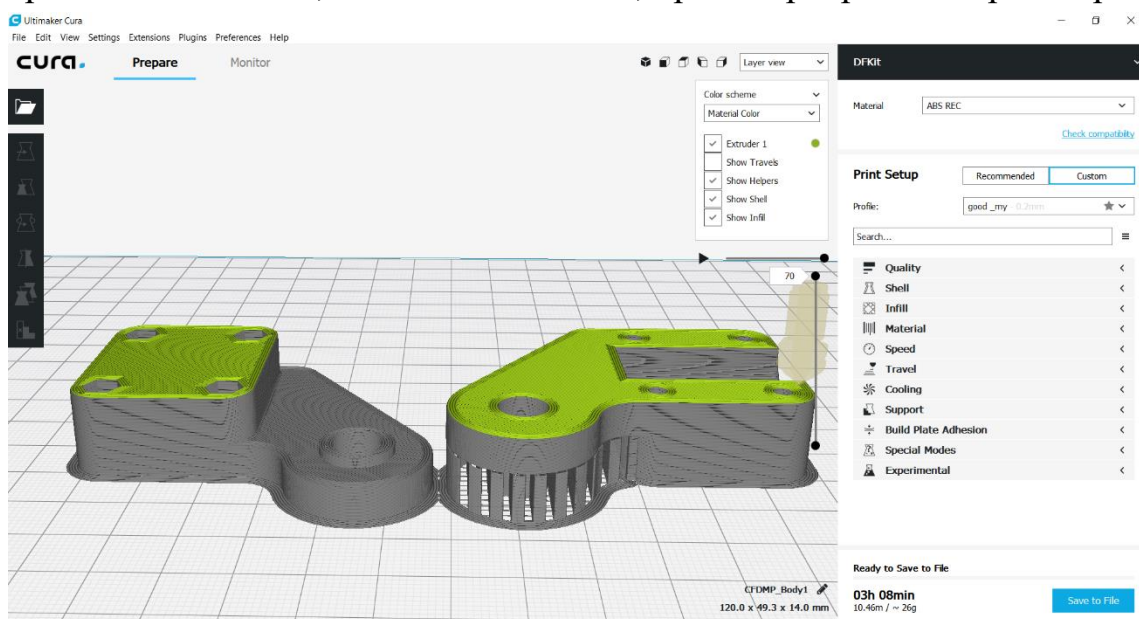 Ultimaker Cura
File Edit View Settings Extensions Plugins Preferences Help
cura.
Prepare
Monitor
Layer view
DFKit
Color scheme
Material Color
Extruder 1
Show Travels
Show Helpers
Show Shell
Show Infill
70
Material
ABS REC
Check compatibility
Print Setup
Recommended
Custom
Profile:
good _my - 0.2mm
Search...
Quality
Shell
Infill
Material
Speed
Travel
Cooling
Support
Build Plate Adhesion
Special Modes
Experimental
CFDMP_Body1
120.0 x 49.3 x 14.0 mm
Ready to Save to File
03h 08min
10.46m / ~ 26g
Save to File